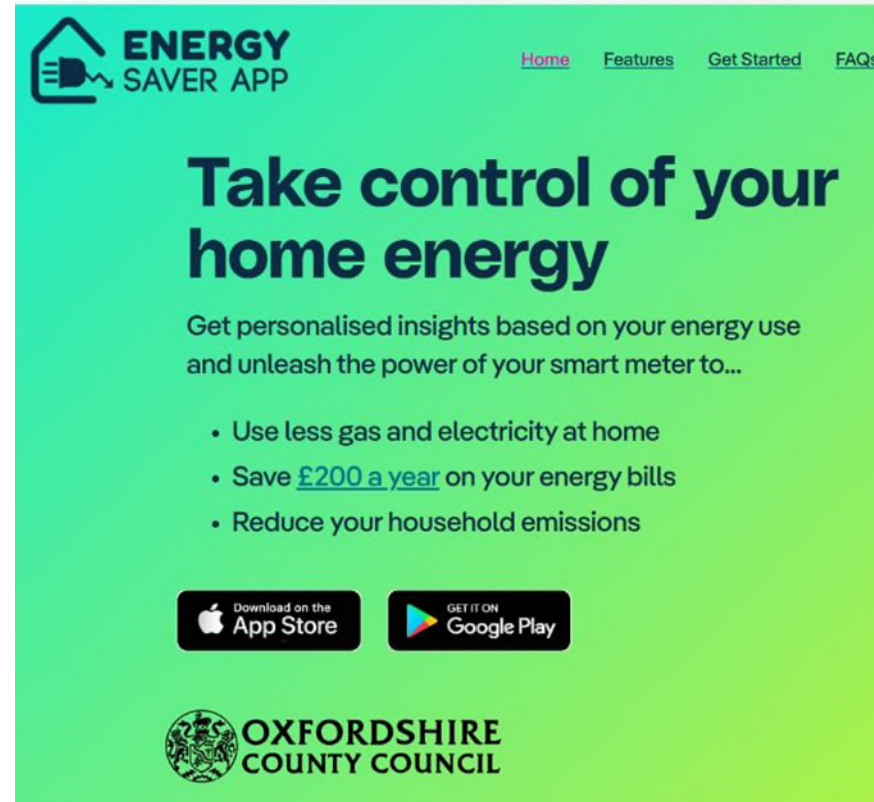 ENERGY
SAVER APP
Home Features Get Started FAQs
Take control of your
home energy
Get personalised insights based on your energy use
and unleash the power of your smart meter to...
• Use less gas and electricity at home
• Save £200 a year on your energy bills
• Reduce your household emissions
Download on the
App Store
GET IT ON
Google Play
OXFORDSHIRE
COUNTY COUNCIL